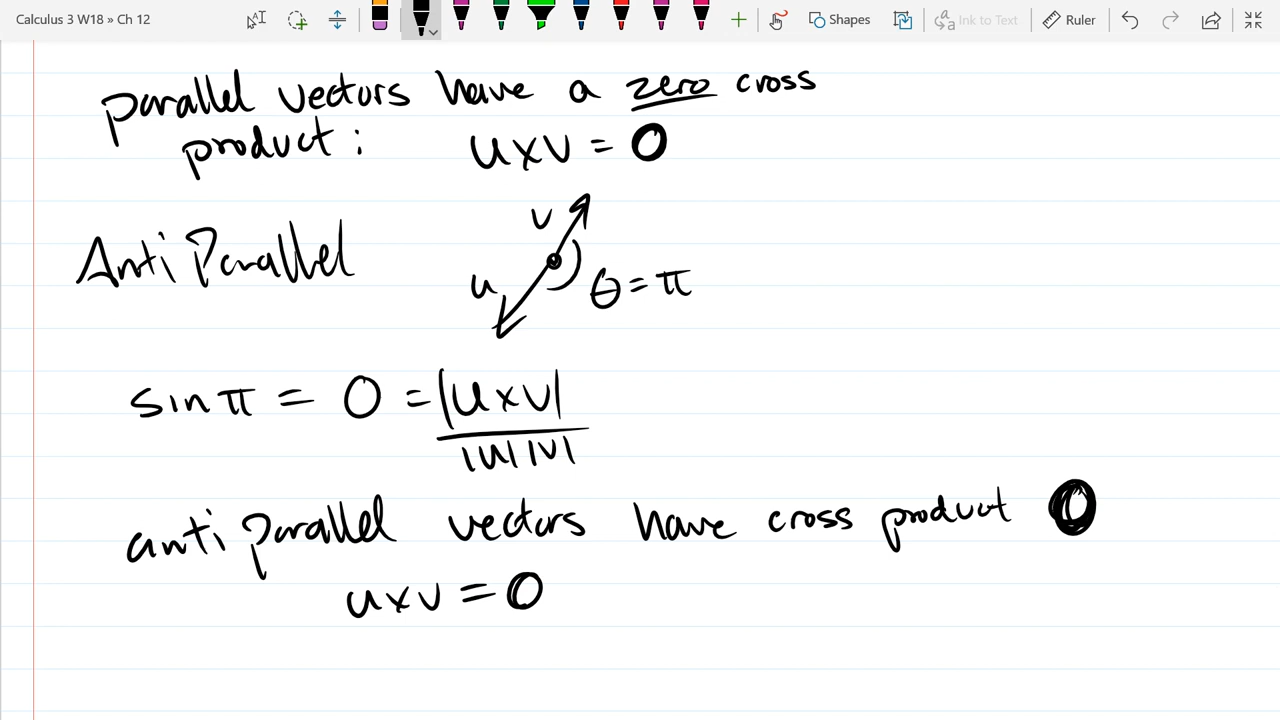 Calculus 3 W18 » Ch 12
Shapes
Ink to Text
Ruler
parallel vectors have a zero cross
product: u×v = 0
Anti Parallel
v
u
θ = π
sin π = 0 = |u×v|
|u| |v|
anti parallel vectors have cross product 0
u×v = 0